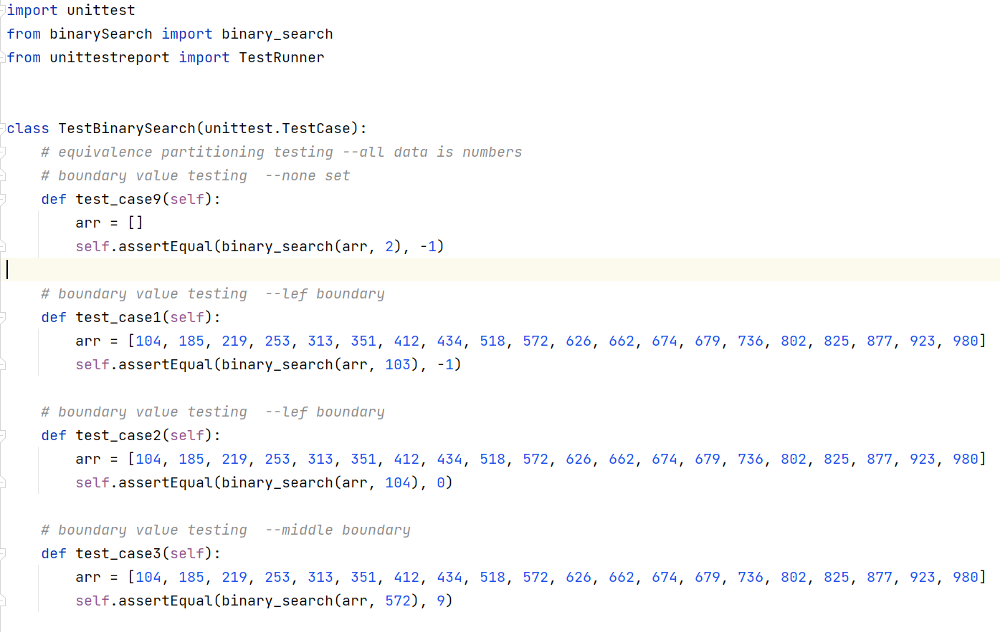 import unittest
from binarySearch import binary_search
from unittestreport import TestRunner
class TestBinarySearch(unittest.TestCase):
# equivalence partitioning testing --all data is numbers
# boundary value testing  --none set
def test_case9(self):
arr = []
self.assertEqual(binary_search(arr, 2), -1)
# boundary value testing  --lef boundary
def test_case1(self):
arr = [104, 185, 219, 253, 313, 351, 412, 434, 518, 572, 626, 662, 674, 679, 736, 802, 825, 877, 923, 980]
self.assertEqual(binary_search(arr, 103), -1)
# boundary value testing  --lef boundary
def test_case2(self):
arr = [104, 185, 219, 253, 313, 351, 412, 434, 518, 572, 626, 662, 674, 679, 736, 802, 825, 877, 923, 980]
self.assertEqual(binary_search(arr, 104), 0)
# boundary value testing  --middle boundary
def test_case3(self):
arr = [104, 185, 219, 253, 313, 351, 412, 434, 518, 572, 626, 662, 674, 679, 736, 802, 825, 877, 923, 980]
self.assertEqual(binary_search(arr, 572), 9)